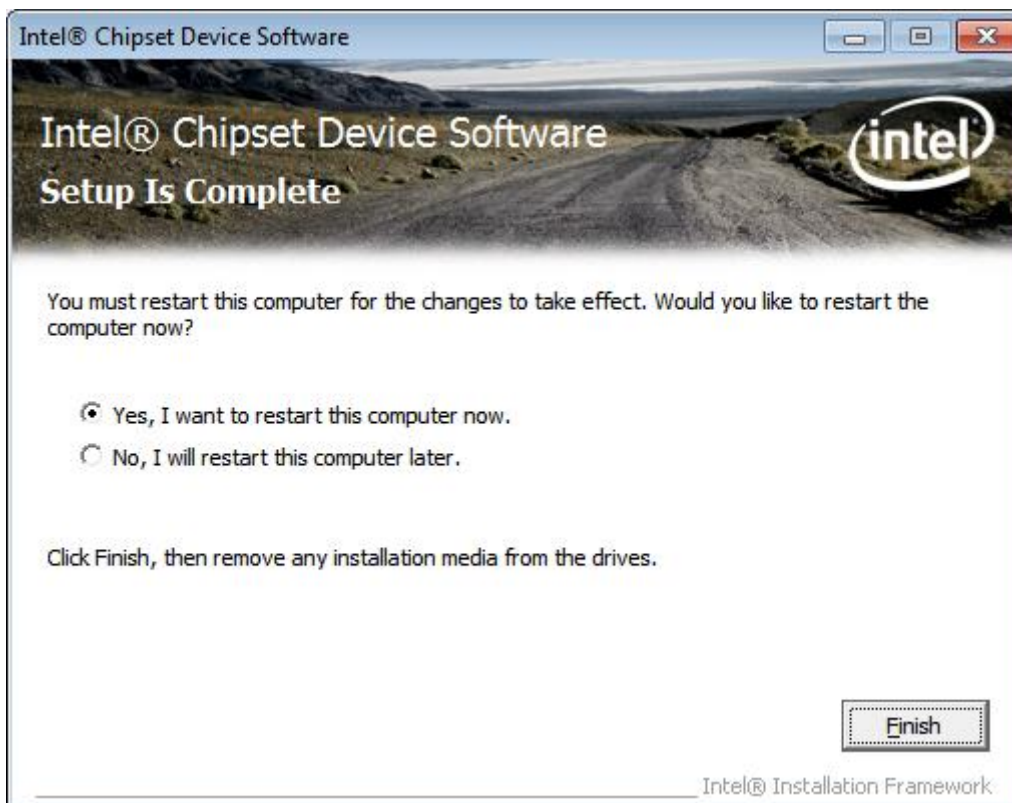 Intel® Chipset Device Software
Intel® Chipset Device Software
intel
Setup Is Complete
You must restart this computer for the changes to take effect. Would you like to restart the
computer now?
Yes, I want to restart this computer now.
No, I will restart this computer later.
Click Finish, then remove any installation media from the drives.
Finish
Intel® Installation Framework